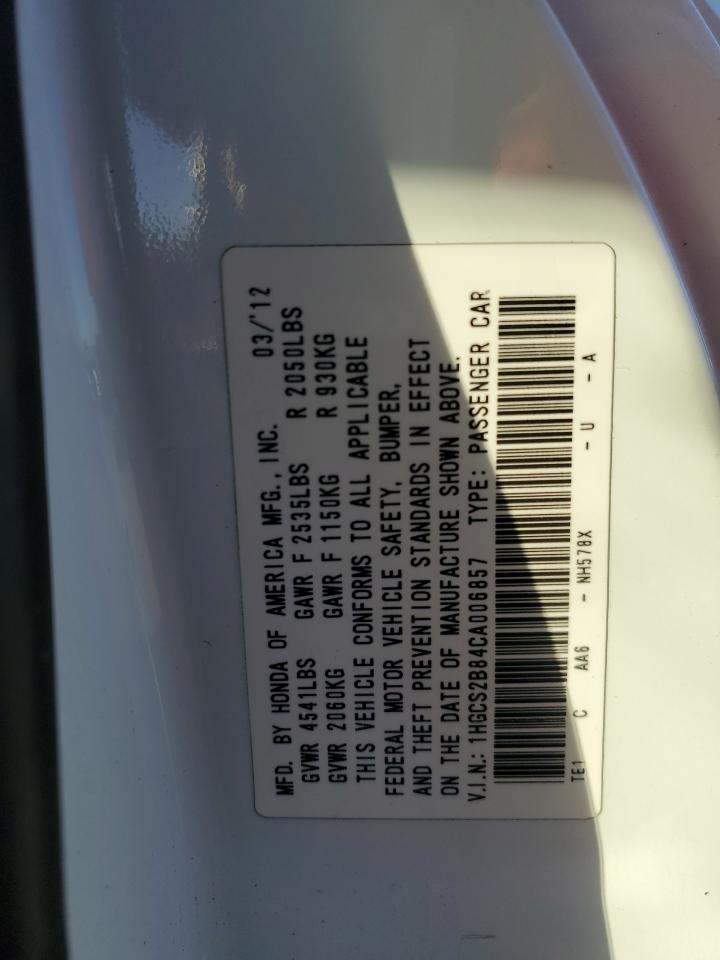 MFD. BY HONDA OF AMERICA MFG., INC. 03/'12
GVWR 4541LBS GAWR F 2535LBS R 2050LBS
GVWR 2060KG GAWR F 1150KG R 930KG
THIS VEHICLE CONFORMS TO ALL APPLICABLE
FEDERAL MOTOR VEHICLE SAFETY, BUMPER,
AND THEFT PREVENTION STANDARDS IN EFFECT
ON THE DATE OF MANUFACTURE SHOWN ABOVE.
V.I.N.: 1HGCS2B84CA006857 TYPE: PASSENGER CAR
TE1 C AA6 - NH578X - U - A